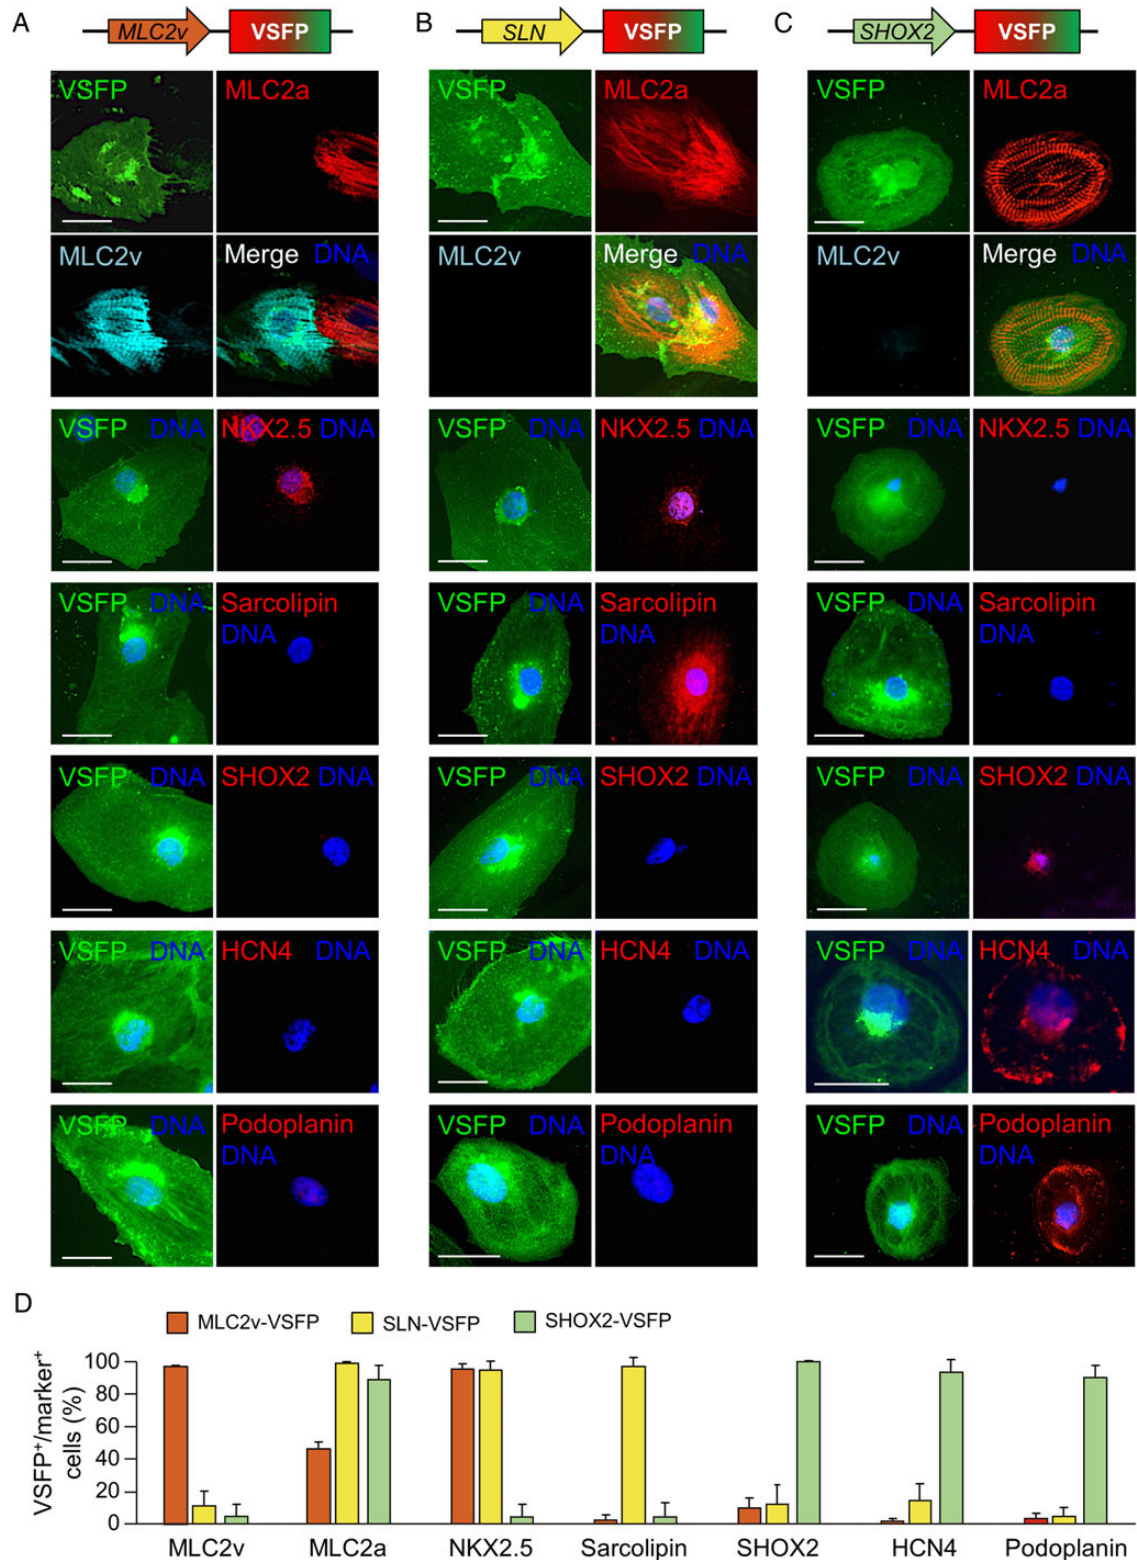 A
MLC2v
VSFP
B
SLN
VSFP
C
SHOX2
VSFP
VSFP
MLC2a
VSFP
MLC2a
VSFP
MLC2a
MLC2v
Merge DNA
MLC2v
Merge DNA
MLC2v
Merge DNA
VSFP DNA
NKX2.5 DNA
VSFP DNA
NKX2.5 DNA
VSFP DNA
NKX2.5 DNA
VSFP DNA
Sarcolipin
DNA
VSFP DNA
Sarcolipin
DNA
VSFP DNA
Sarcolipin
DNA
VSFP DNA
SHOX2 DNA
VSFP DNA
SHOX2 DNA
VSFP DNA
SHOX2 DNA
VSFP DNA
HCN4 DNA
VSFP DNA
HCN4 DNA
VSFP DNA
HCN4 DNA
VSFP DNA
Podoplanin
DNA
VSFP DNA
Podoplanin
DNA
VSFP DNA
Podoplanin
DNA
D
MLC2v-VSFP
SLN-VSFP
SHOX2-VSFP
VSFP⁺/marker⁺
cells (%)
100
80
60
40
20
0
MLC2v
MLC2a
NKX2.5
Sarcolipin
SHOX2
HCN4
Podoplanin